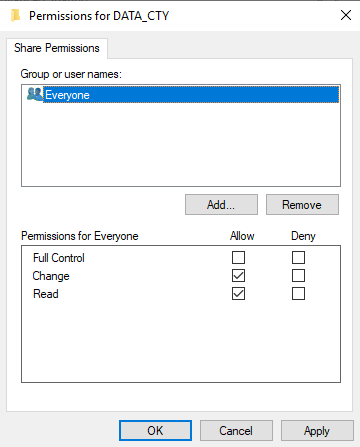 Permissions for DATA_CTY
Share Permissions
Group or user names:
Everyone
Add...
Remove
Permissions for Everyone Allow Deny
Full Control
Change
Read
OK
Cancel
Apply